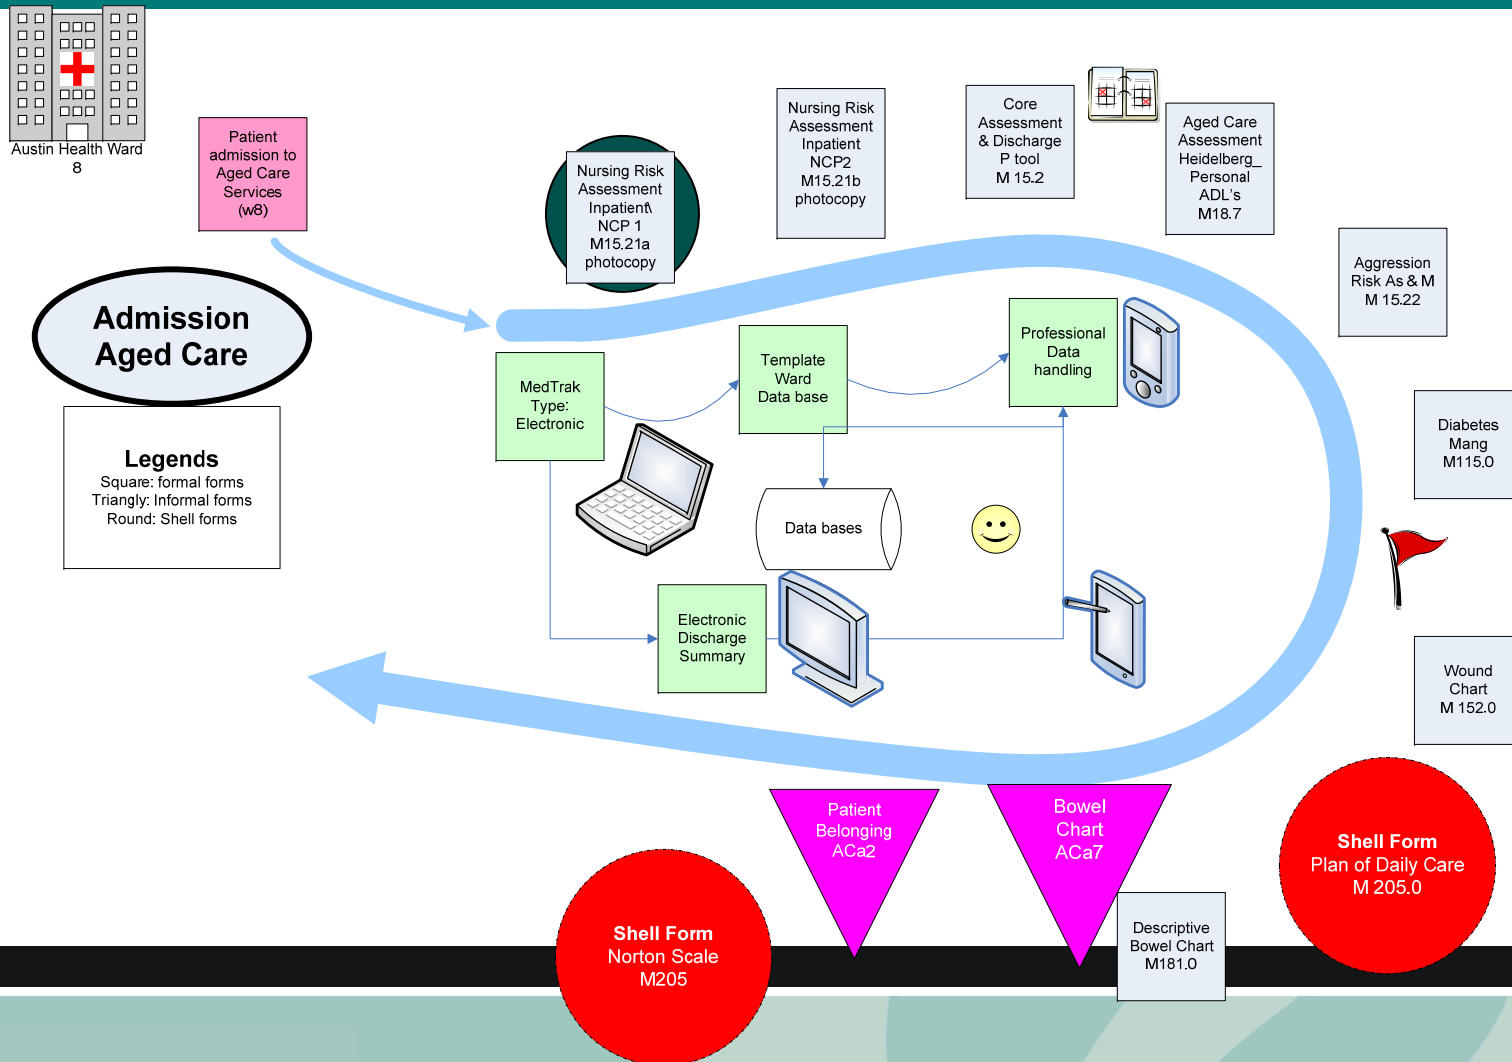 Austin Health Ward
8
Patient
admission to
Aged Care
Services
(w8)
Admission
Aged Care
Legends
Square: formal forms
Triangly: Informal forms
Round: Shell forms
Nursing Risk
Assessment
Inpatient\
NCP 1
M15.21a
photocopy
Nursing Risk
Assessment
Inpatient
NCP2
M15.21b
photocopy
Core
Assessment
& Discharge
P tool
M 15.2
Aged Care
Assessment
Heidelberg_
Personal
ADL's
M18.7
Aggression
Risk As & M
M 15.22
Diabetes
Mang
M115.0
Wound
Chart
M 152.0
MedTrak
Type:
Electronic
Template
Ward
Data base
Professional
Data
handling
Data bases
Electronic
Discharge
Summary
Patient
Belonging
ACa2
Bowel
Chart
ACa7
Descriptive
Bowel Chart
M181.0
Shell Form
Plan of Daily Care
M 205.0
Shell Form
Norton Scale
M205